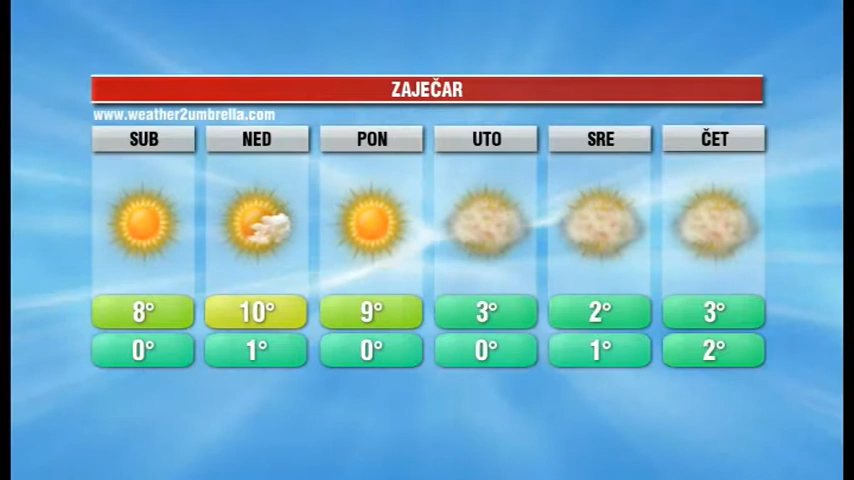 ZAJEČAR
www.weather2umbrella.com
SUB NED PON UTO SRE ČET
8° 10° 9° 3° 2° 3°
0° 1° 0° 0° 1° 2°